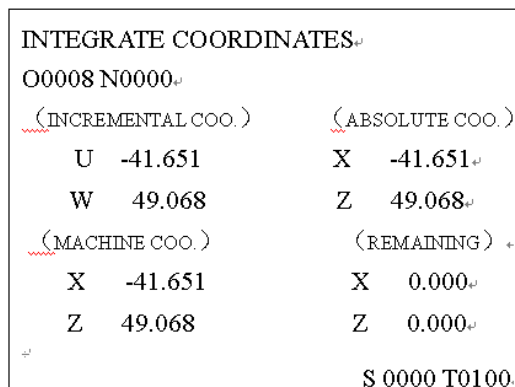 INTEGRATE COORDINATES
O0008 N0000
（INCREMENTAL COO.） （ABSOLUTE COO.）
U -41.651 X -41.651
W 49.068 Z 49.068
（MACHINE COO.） （REMAINING）
X -41.651 X 0.000
Z 49.068 Z 0.000
S 0000 T0100